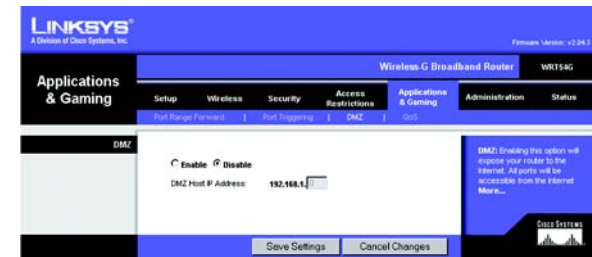 LINKSYS®
A Division of Cisco Systems, Inc.
Firmware Version: v2.04.3
Wireless-G Broadband Router WRT54G
Applications & Gaming
Setup Wireless Security Access Restrictions Applications & Gaming Administration Status
Port Range Forward | Port Triggering | DMZ | QoS
DMZ
Enable Disable
DMZ Host IP Address: 192.168.1. 0
DMZ: Enabling this option will
expose your router to the
Internet. All ports will be
accessible from the Internet
More...
CISCO SYSTEMS
Save Settings Cancel Changes